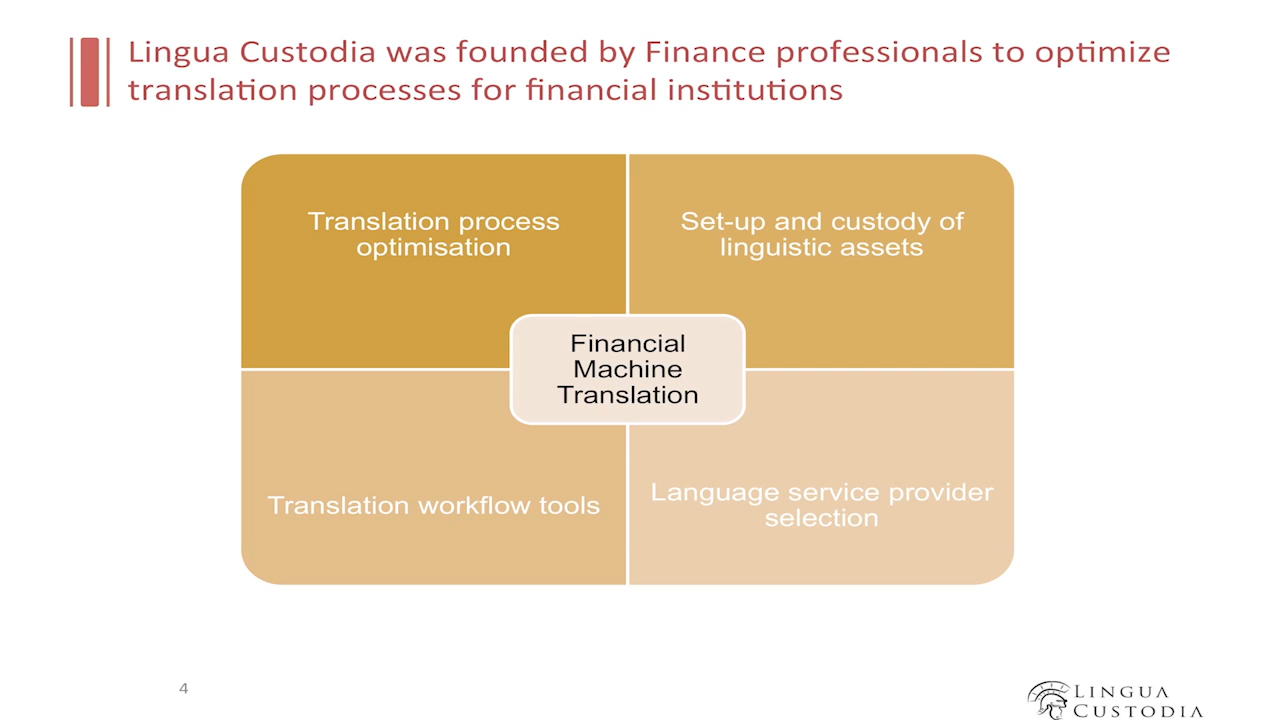 Lingua Custodia was founded by Finance professionals to optimize
translation processes for financial institutions
Translation process
optimisation
Set-up and custody of
linguistic assets
Financial
Machine
Translation
Translation workflow tools
Language service provider
selection
4
LINGUA
CUSTODIA